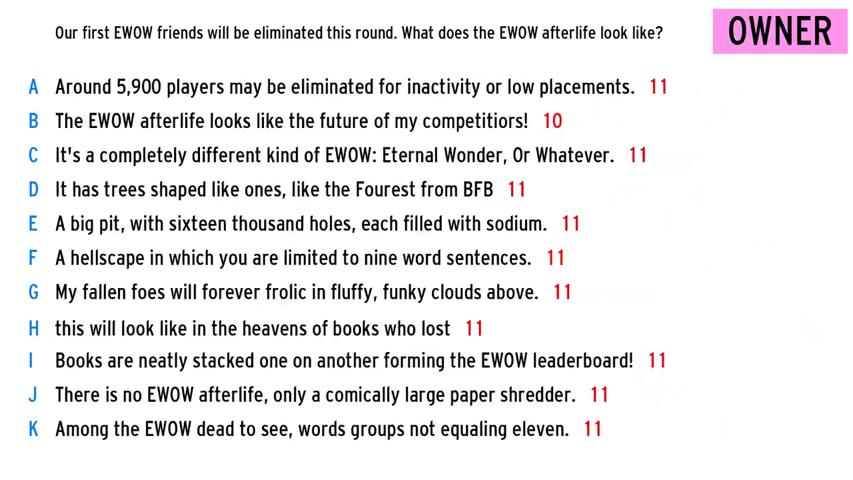 Our first EWOW friends will be eliminated this round. What does the EWOW afterlife look like?
OWNER
A Around 5,900 players may be eliminated for inactivity or low placements. 11
B The EWOW afterlife looks like the future of my competitiors! 10
C It's a completely different kind of EWOW: Eternal Wonder, Or Whatever. 11
D It has trees shaped like ones, like the Fourest from BFB 11
E A big pit, with sixteen thousand holes, each filled with sodium. 11
F A hellscape in which you are limited to nine word sentences. 11
G My fallen foes will forever frolic in fluffy, funky clouds above. 11
H this will look like in the heavens of books who lost 11
I Books are neatly stacked one on another forming the EWOW leaderboard! 11
J There is no EWOW afterlife, only a comically large paper shredder. 11
K Among the EWOW dead to see, words groups not equaling eleven. 11